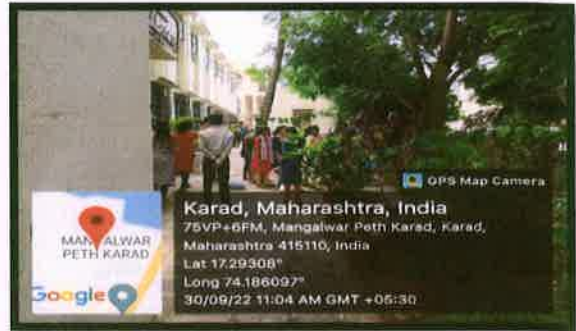 GPS Map Camera
Karad, Maharashtra, India
75VP+6FM, Mangalwar Peth Karad, Karad,
Maharashtra 415110, India
Lat 17.29308°
Long 74.186097°
30/09/22 11:04 AM GMT +05:30
MANGALWAR
PETH KARAD
Google